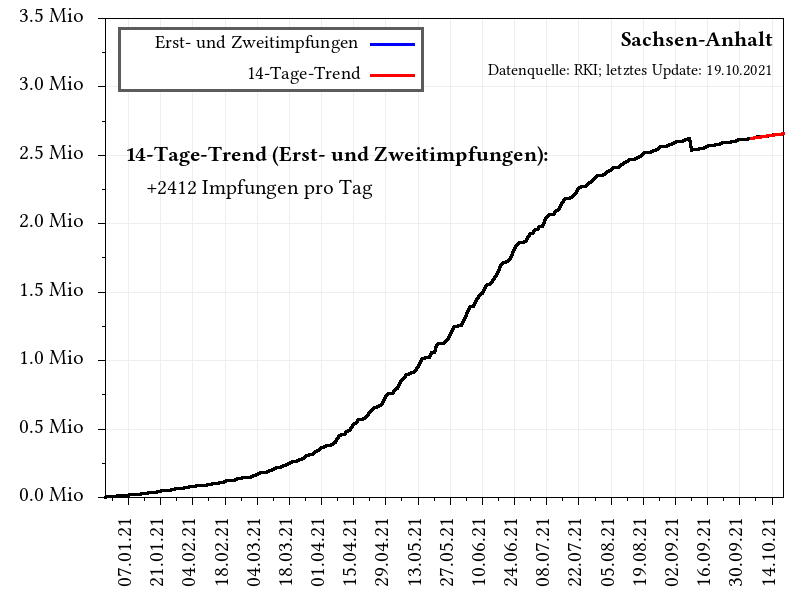 3.5 Mio
3.0 Mio
2.5 Mio
2.0 Mio
1.5 Mio
1.0 Mio
0.5 Mio
0.0 Mio
Erst- und Zweitimpfungen
14-Tage-Trend
Sachsen-Anhalt
Datenquelle: RKI; letztes Update: 19.10.2021
14-Tage-Trend (Erst- und Zweitimpfungen):
+2412 Impfungen pro Tag
07.01.21
21.01.21
04.02.21
18.02.21
04.03.21
18.03.21
01.04.21
15.04.21
29.04.21
13.05.21
27.05.21
10.06.21
24.06.21
08.07.21
22.07.21
05.08.21
19.08.21
02.09.21
16.09.21
30.09.21
14.10.21